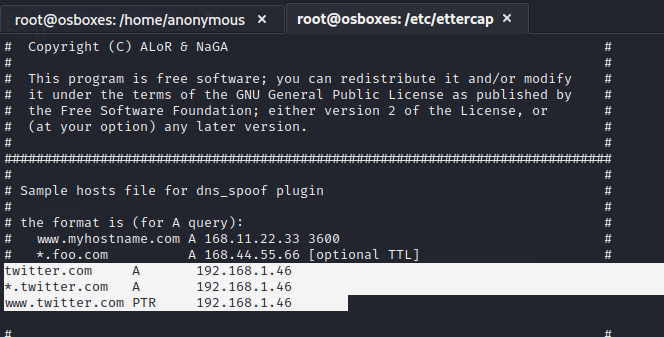 root@osboxes: /home/anonymous ×
root@osboxes: /etc/ettercap ×
# Copyright (C) ALoR & NaGA #
# #
# This program is free software; you can redistribute it and/or modify #
# it under the terms of the GNU General Public License as published by #
# the Free Software Foundation; either version 2 of the License, or #
# (at your option) any later version. #
# #
############################################################################
# #
# Sample hosts file for dns_spoof plugin #
# #
# the format is (for A query): #
# www.myhostname.com A 168.11.22.33 3600 #
# *.foo.com A 168.44.55.66 [optional TTL] #
twitter.com A 192.168.1.46
*.twitter.com A 192.168.1.46
www.twitter.com PTR 192.168.1.46
# #